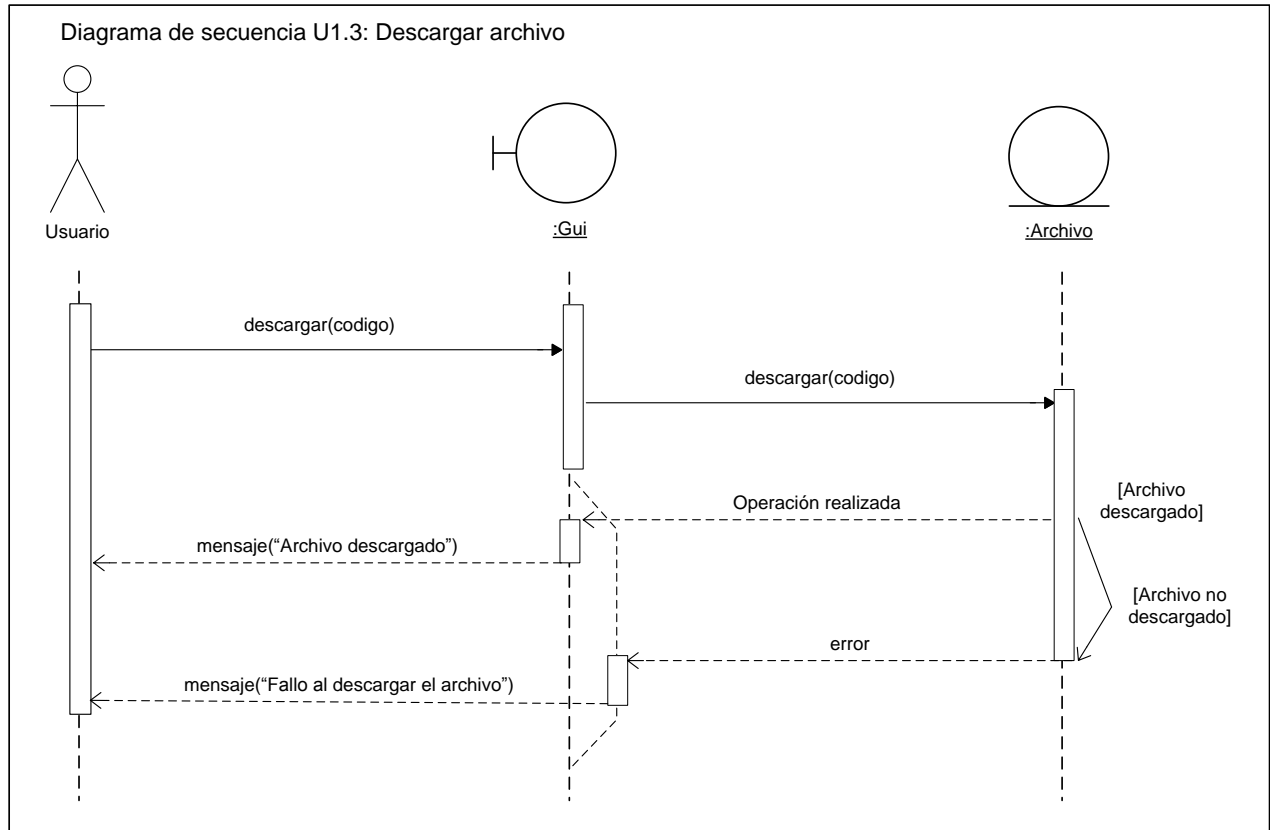 Diagrama de secuencia U1.3: Descargar archivo
Usuario
:Gui
:Archivo
descargar(codigo)
descargar(codigo)
[Archivo
descargado]
Operación realizada
mensaje(“Archivo descargado”)
[Archivo no
descargado]
error
mensaje(“Fallo al descargar el archivo”)